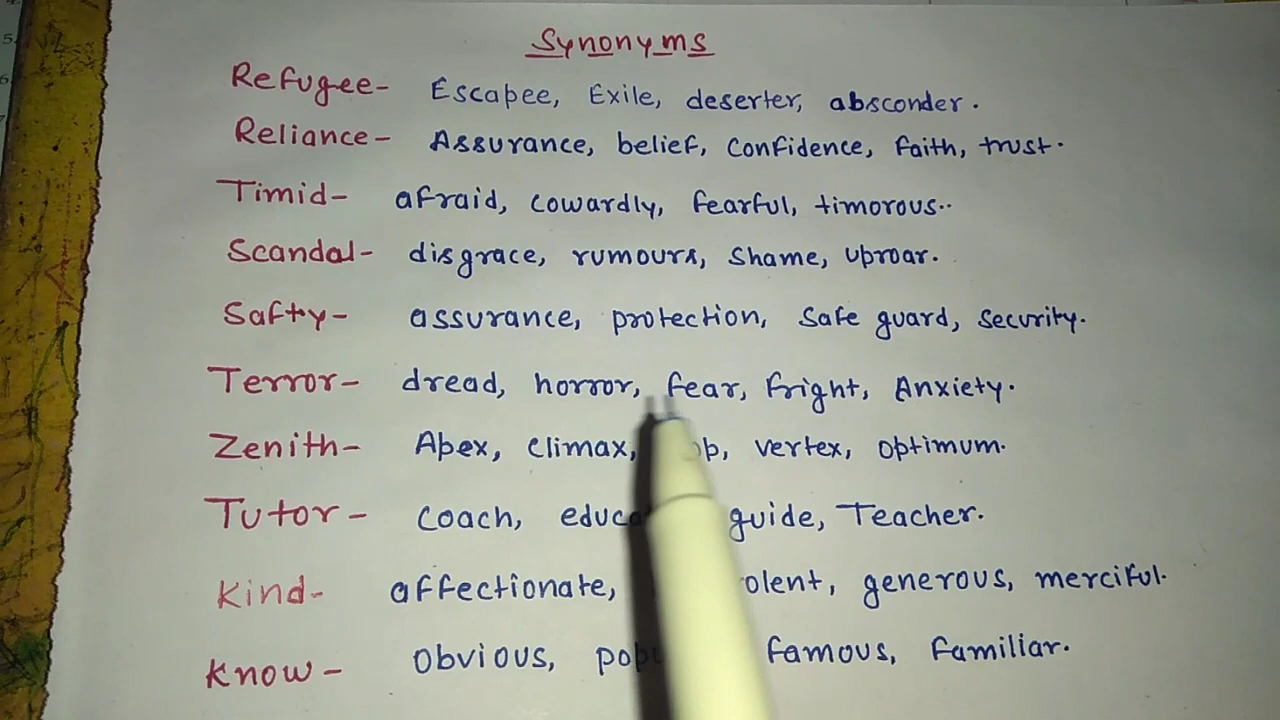 Synonyms
Refugee- Escapee, Exile, deserter, absconder.
Reliance- Assurance, belief, confidence, faith, trust.
Timid- afraid, cowardly, fearful, timorous..
Scandal- disgrace, rumours, Shame, uproar.
Safty- assurance, protection, Safe guard, security.
Terror- dread, horror, fear, fright, Anxiety.
Zenith- Apex, climax, vertex, optimum.
Tutor- coach, guide, Teacher.
Kind- affectionate, generous, merciful.
Know- Obvious, famous, familiar.